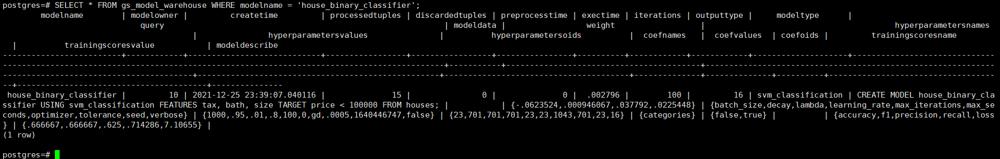 postgres=# SELECT * FROM gs_model_warehouse WHERE modelname = 'house_binary_classifier';
modelname | modelowner | createtime | processedtuples | discardedtuples | preprocesstime | exectime | iterations | outputtype | modeltype |
query | modeldata | weight | hyperparametersnames
| hyperparametersvalues | hyperparametersoids | coefnames | coefvalues | coefoids | trainingscoresname
| trainingscoresvalue | modeldescribe
-------------------------+------------+----------------------------+-----------------+-----------------+----------------+----------+------------+------------+--------------------+------------------------------
---------------------------------------------------------------------------------------------+-----------+-----------------------------------------+-------------------------------------------------------------
----------------------------------------+---------------------------------------------------+---------------------------------------+--------------+--------------+----------+-----------------------------------
--+----------------------------------------+---------------
house_binary_classifier | 10 | 2021-12-25 23:39:07.040116 | 15 | 0 | 0 | .002796 | 100 | 16 | svm_classification | CREATE MODEL house_binary_cla
ssifier USING svm_classification FEATURES tax, bath, size TARGET price < 100000 FROM houses; | | {-.0623524,.000946067,.037792,.0225448} | {batch_size,decay,lambda,learning_rate,max_iterations,max_se
conds,optimizer,tolerance,seed,verbose} | {1000,.95,.01,.8,100,0,gd,.0005,1640446747,false} | {23,701,701,701,23,23,1043,701,23,16} | {categories} | {false,true} | | {accuracy,f1,precision,recall,loss
} | {.666667,.666667,.625,.714286,7.10655} |
(1 row)
postgres=#